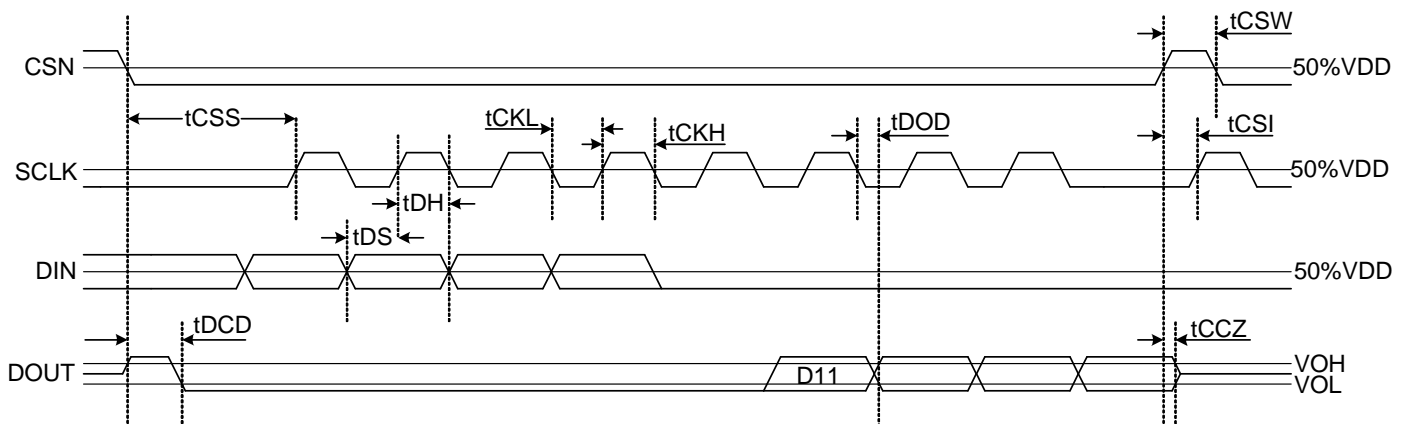 tCSW
CSN
50%VDD
tCSS
tCKL
tCKH
tDOD
tCSI
SCLK
50%VDD
tDH
tDS
DIN
50%VDD
tDCD
tCCZ
DOUT
D11
VOH
VOL